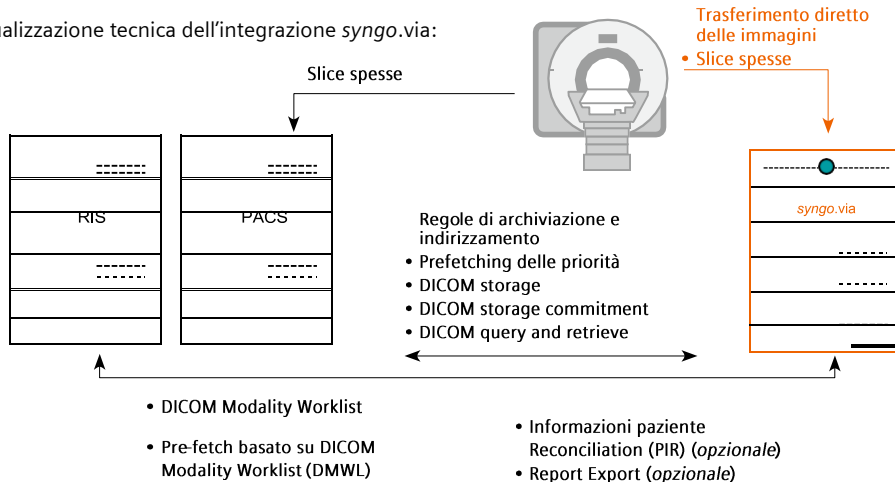 ualizzazione tecnica dell'integrazione syngo.via:
Trasferimento diretto
delle immagini
• Slice spesse
Slice spesse
RIS
PACS
syngo.via
Regole di archiviazione e
indirizzamento
• Prefetching delle priorità
• DICOM storage
• DICOM storage commitment
• DICOM query and retrieve
• DICOM Modality Worklist
• Pre-fetch basato su DICOM
Modality Worklist (DMWL)
• Informazioni paziente
Reconciliation (PIR) (opzionale)
• Report Export (opzionale)